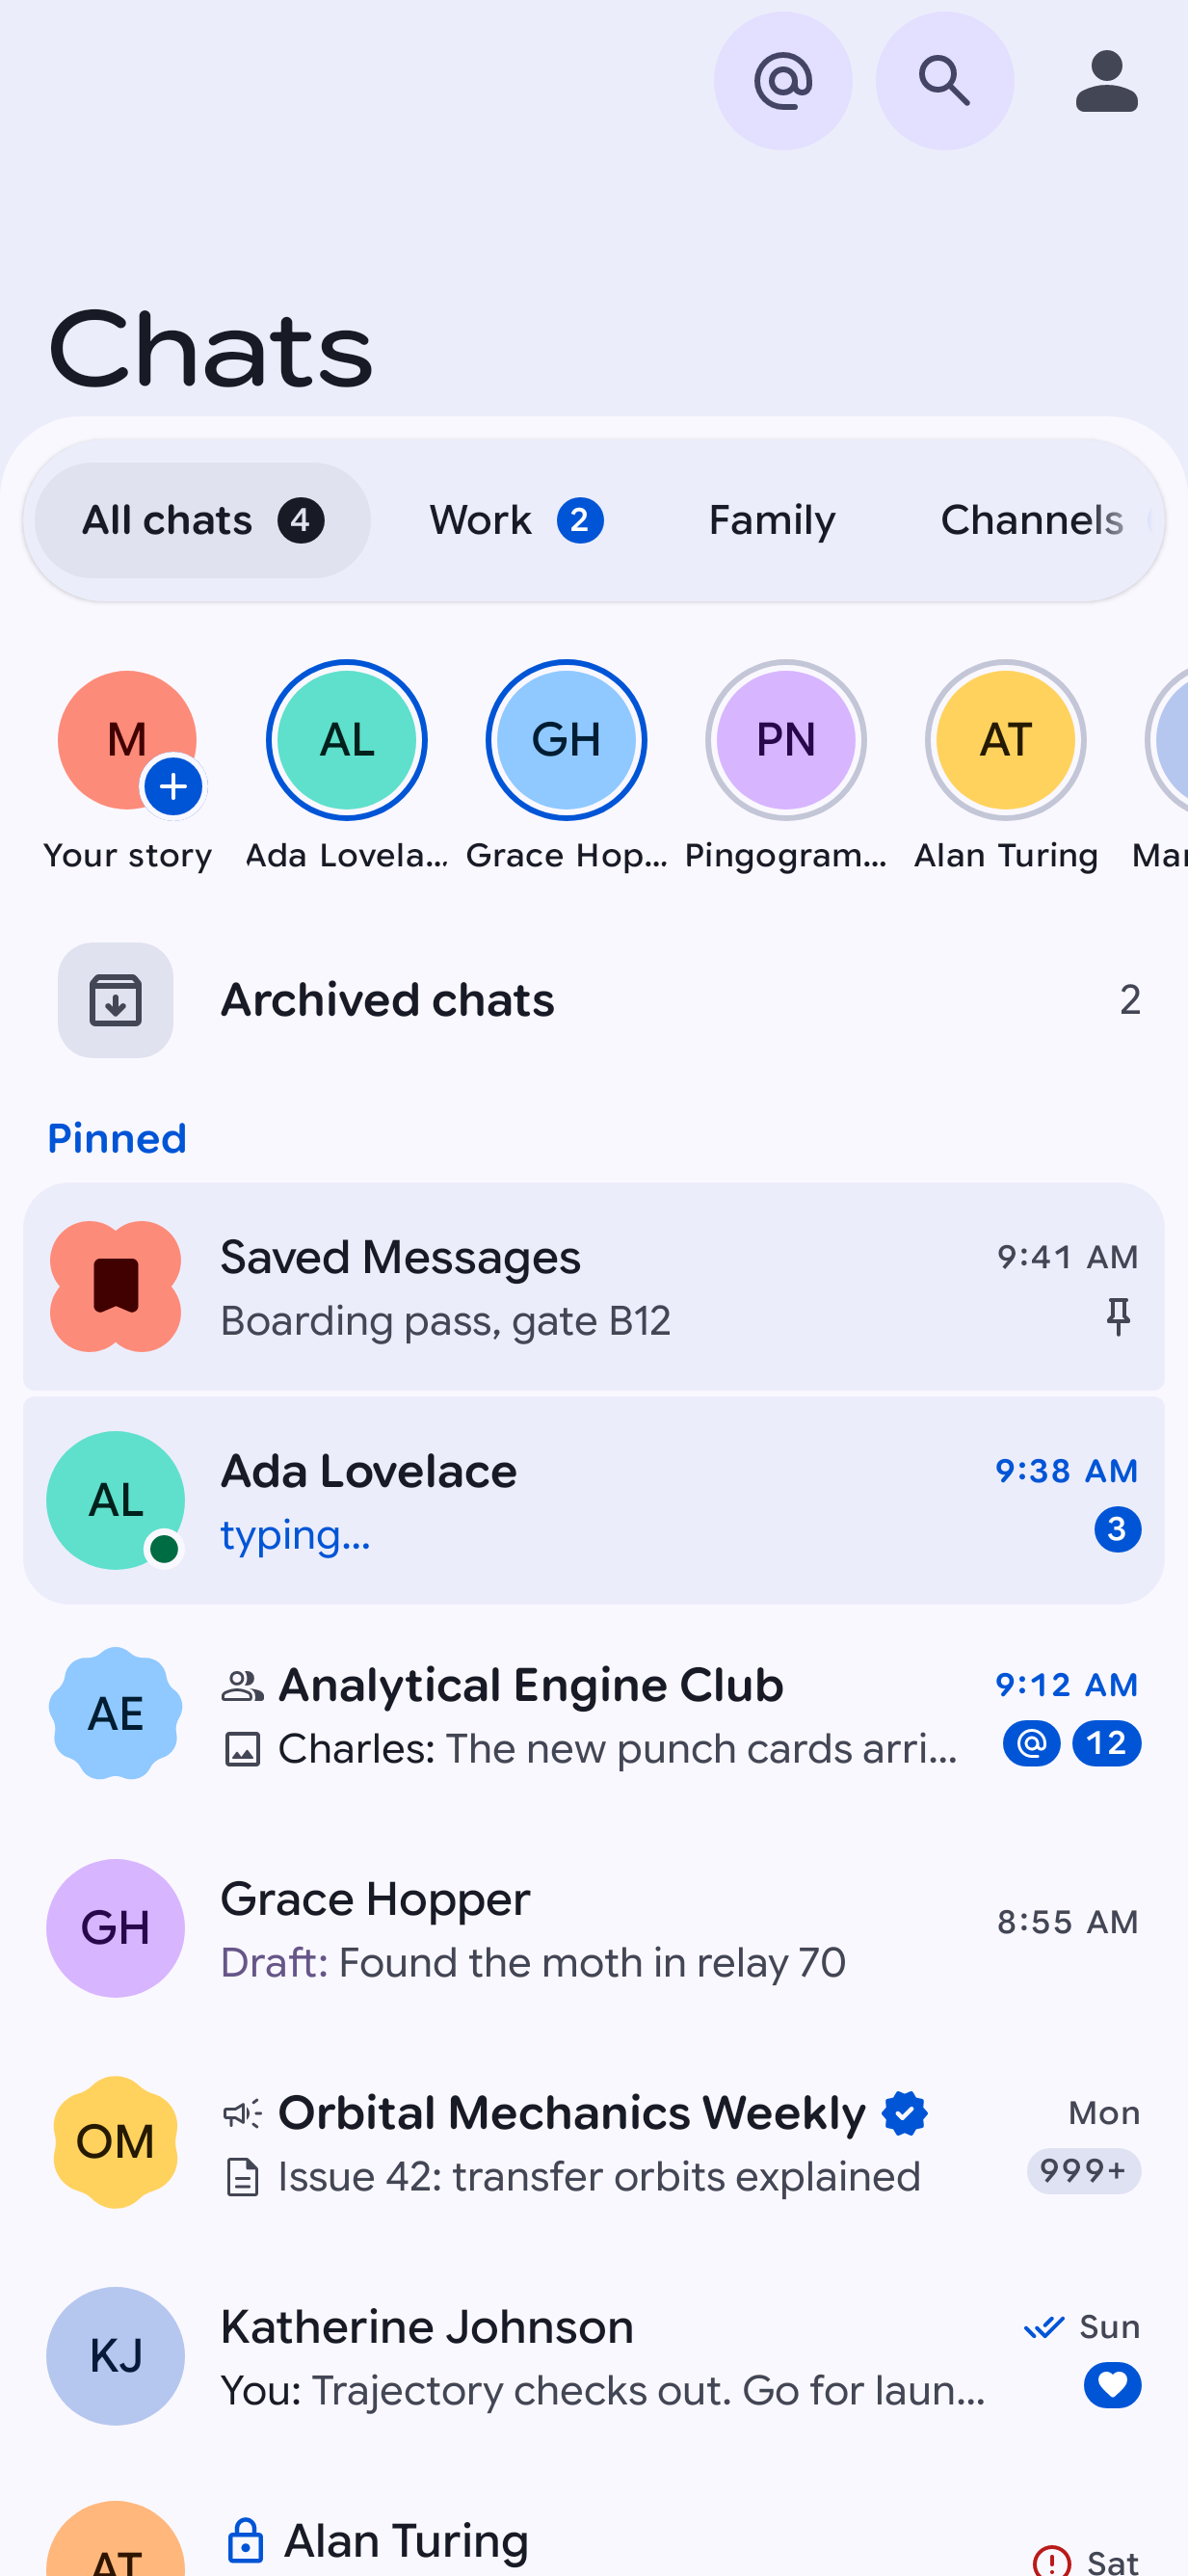 Chats
All chats 4 Work 2 Family Channels
M AL GH PN AT
Your story Ada Lovela... Grace Hop... Pingogram... Alan Turing
Archived chats 2
Pinned
Saved Messages 9:41 AM
Boarding pass, gate B12
AL Ada Lovelace 9:38 AM
typing... 3
AE Analytical Engine Club 9:12 AM
Charles: The new punch cards arri... @ 12
GH Grace Hopper 8:55 AM
Draft: Found the moth in relay 70
OM Orbital Mechanics Weekly Mon
Issue 42: transfer orbits explained 999+
KJ Katherine Johnson Sun
You: Trajectory checks out. Go for laun...
AT Alan Turing Sat